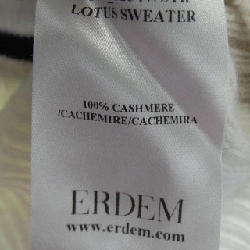 LOTUS SWEATER
100% CASHMERE
/CACHEMIRE/CACHEMIRA
ERDEM
www.erdem.com